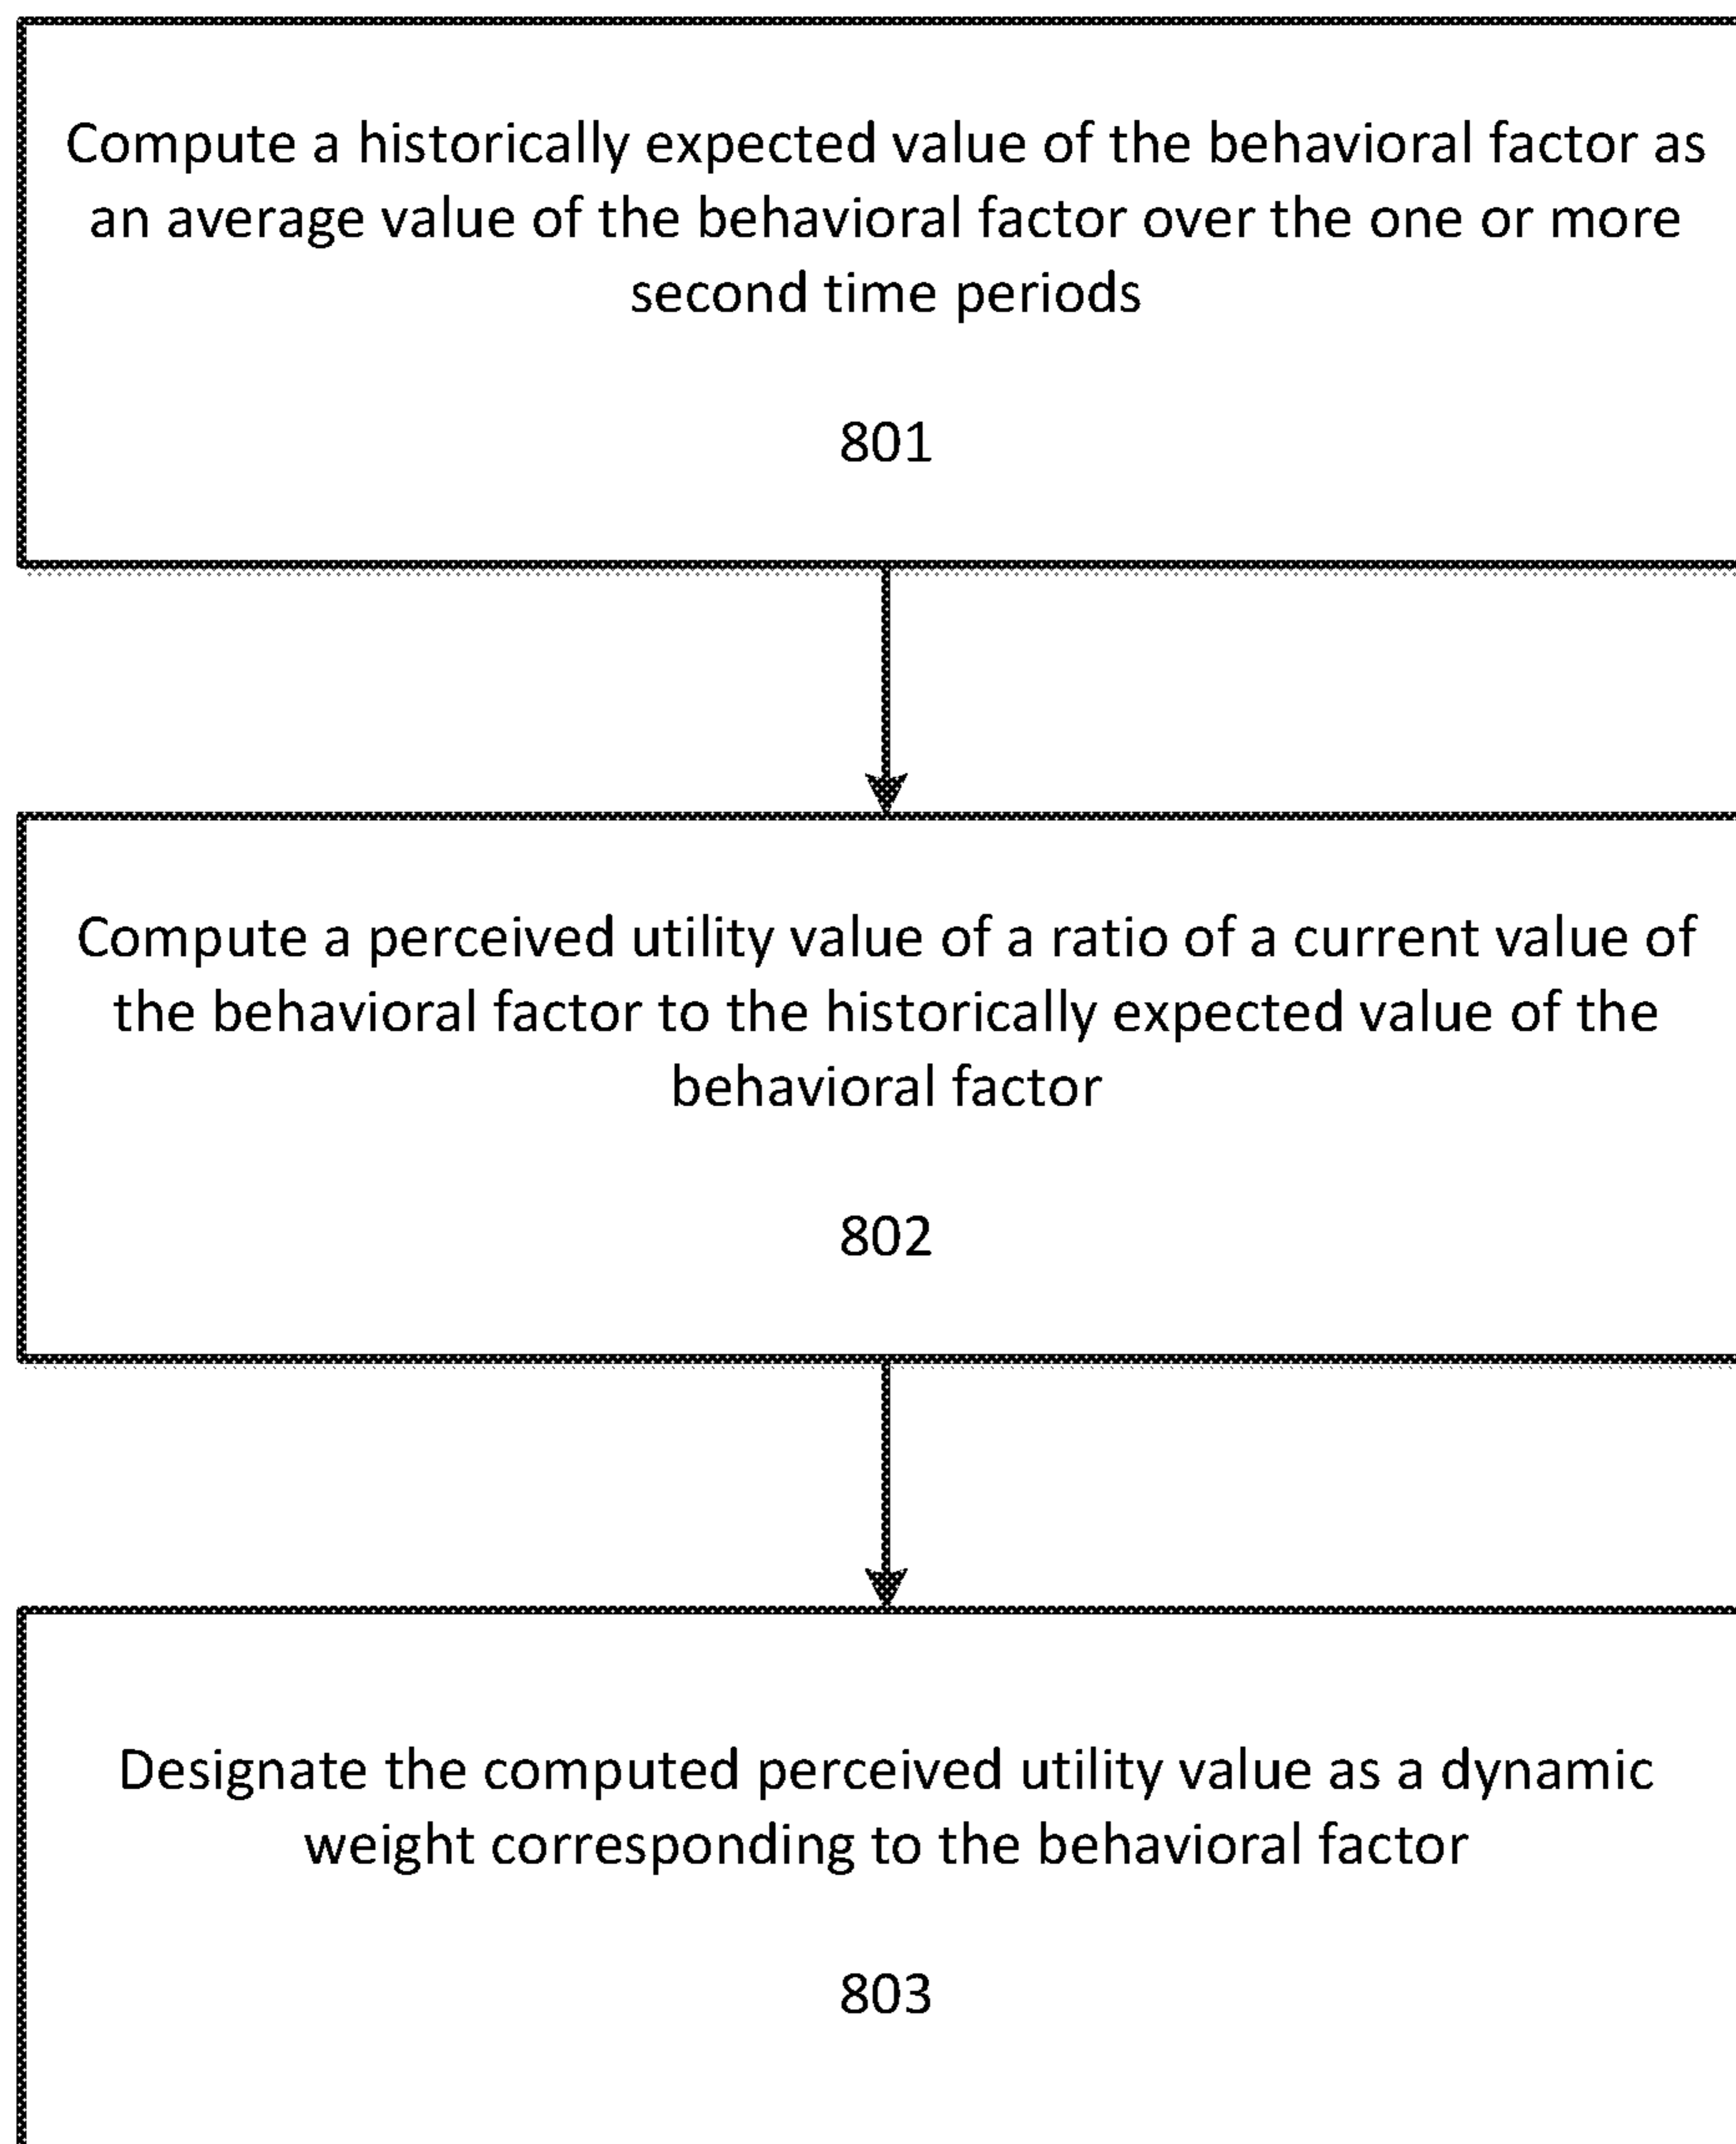 Compute a historically expected value of the behavioral factor as
an average value of the behavioral factor over the one or more
second time periods
801
Compute a perceived utility value of a ratio of a current value of
the behavioral factor to the historically expected value of the
behavioral factor
802
Designate the computed perceived utility value as a dynamic
weight corresponding to the behavioral factor
803